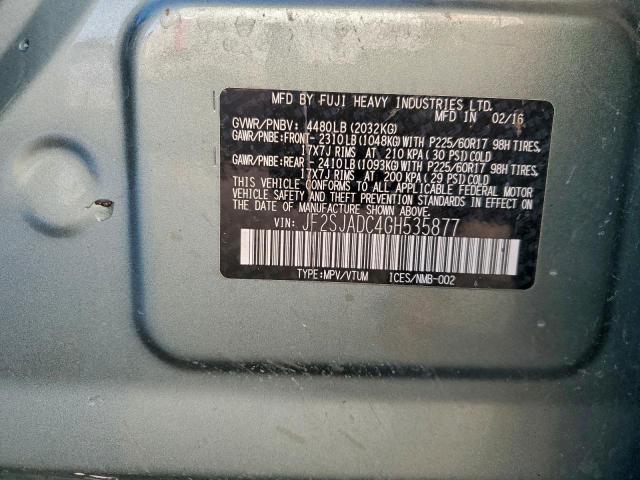 MFD BY FUJI HEAVY INDUSTRIES LTD.
MFD IN 02/16
GVWR/PNBV: 4480LB(2032KG)
GAWR/PNBE:FRONT- 2310LB(1048KG)WITH P225/60R17 98H TIRES,
17X7J RIMS AT 210 KPA(30 PSI)COLD
GAWR/PNBE:REAR - 2410LB(1093KG)WITH P225/60R17 98H TIRES,
17X7J RIMS AT 200 KPA(29 PSI)COLD
THIS VEHICLE CONFORMS TO ALL APPLICABLE FEDERAL MOTOR
VEHICLE SAFETY AND THEFT PREVENTION STANDARDS IN EFFECT ON
THE DATE OF MANUFACTURE SHOWN ABOVE.
VIN: JF2SJADC4GH535877
TYPE:MPV/VTUM ICES/NMB-002